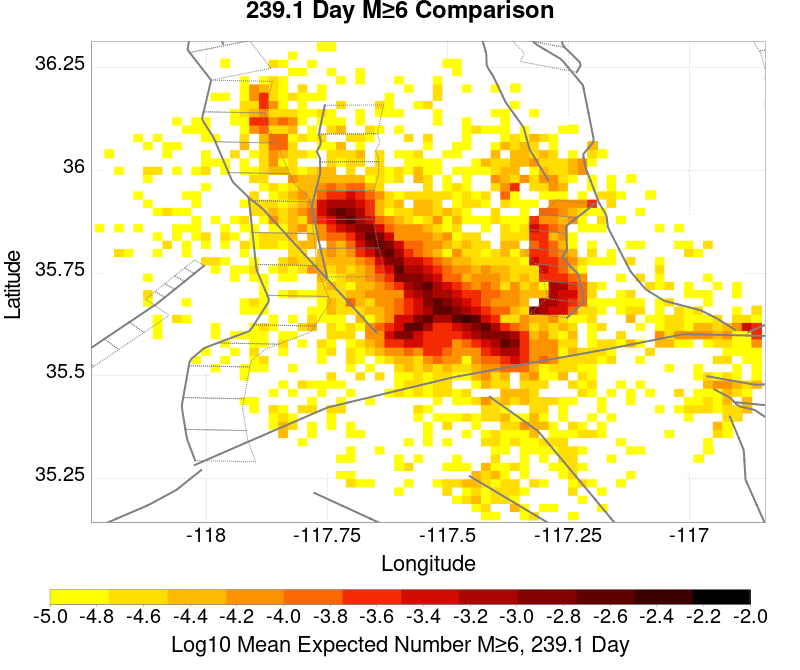 239.1 Day M≥6 Comparison
36.25
36
35.75
35.5
35.25
Latitude
-118 -117.75 -117.5 -117.25 -117
Longitude
-5.0 -4.8 -4.6 -4.4 -4.2 -4.0 -3.8 -3.6 -3.4 -3.2 -3.0 -2.8 -2.6 -2.4 -2.2 -2.0
Log10 Mean Expected Number M≥6, 239.1 Day